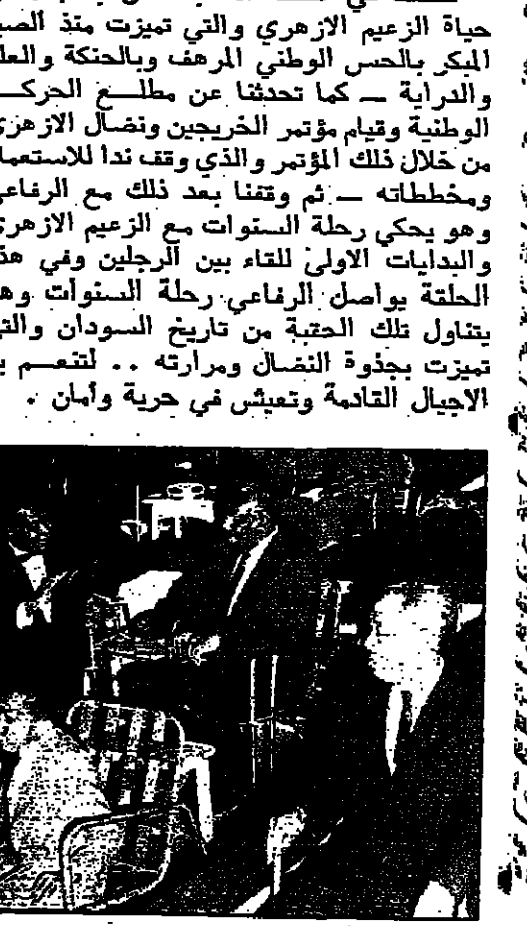 حياة الزعيم الازهري والتي تميزت منذ الصبا
المبكر بالحس الوطني المرهف وبالحنكة والعلم
والدراية — كما تحدثنا عن مطلع الحركة
الوطنية وقيام مؤتمر الخريجين ونضال الازهري
من خلال ذلك المؤتمر والذي وقف ندا للاستعمار
ومخططاته — ثم وقفنا بعد ذلك مع الرفاعي
وهو يحكي رحلة السنوات مع الزعيم الازهري
والبدايات الاولى للقاء بين الرجلين وفي هذه
الحلقة يواصل الرفاعي رحلة السنوات وهو
يتناول تلك الحقبة من تاريخ السودان والتي
تميزت بجذوة النضال ومرارته .. لتنعم
الاجيال القادمة وتعيش في حرية وأمان .